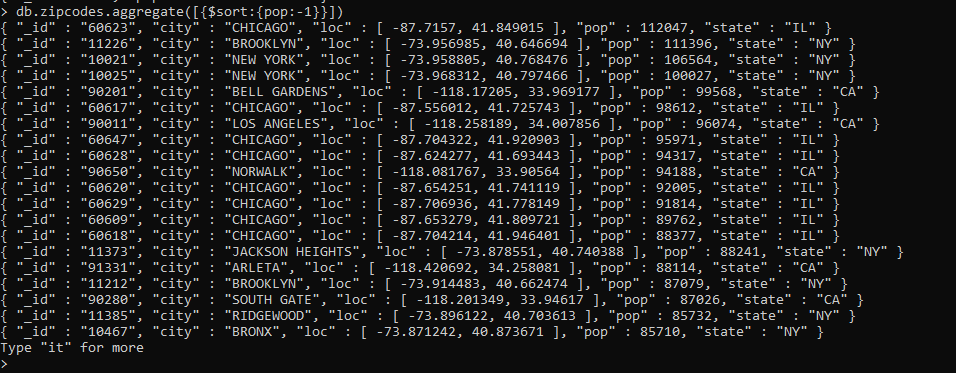 > db.zipcodes.aggregate([{$sort:{pop:-1}}])
{ "_id" : "60623", "city" : "CHICAGO", "loc" : [ -87.7157, 41.849015 ], "pop" : 112047, "state" : "IL" }
{ "_id" : "11226", "city" : "BROOKLYN", "loc" : [ -73.956985, 40.646694 ], "pop" : 111396, "state" : "NY" }
{ "_id" : "10021", "city" : "NEW YORK", "loc" : [ -73.958805, 40.768476 ], "pop" : 106564, "state" : "NY" }
{ "_id" : "10025", "city" : "NEW YORK", "loc" : [ -73.968312, 40.797466 ], "pop" : 100027, "state" : "NY" }
{ "_id" : "90201", "city" : "BELL GARDENS", "loc" : [ -118.17205, 33.969177 ], "pop" : 99568, "state" : "CA" }
{ "_id" : "60617", "city" : "CHICAGO", "loc" : [ -87.556012, 41.725743 ], "pop" : 98612, "state" : "IL" }
{ "_id" : "90011", "city" : "LOS ANGELES", "loc" : [ -118.258189, 34.007856 ], "pop" : 96074, "state" : "CA" }
{ "_id" : "60647", "city" : "CHICAGO", "loc" : [ -87.704322, 41.920903 ], "pop" : 95971, "state" : "IL" }
{ "_id" : "60628", "city" : "CHICAGO", "loc" : [ -87.624277, 41.693443 ], "pop" : 94317, "state" : "IL" }
{ "_id" : "90650", "city" : "NORWALK", "loc" : [ -118.081767, 33.90564 ], "pop" : 94188, "state" : "CA" }
{ "_id" : "60620", "city" : "CHICAGO", "loc" : [ -87.654251, 41.741119 ], "pop" : 92005, "state" : "IL" }
{ "_id" : "60629", "city" : "CHICAGO", "loc" : [ -87.706936, 41.778149 ], "pop" : 91814, "state" : "IL" }
{ "_id" : "60609", "city" : "CHICAGO", "loc" : [ -87.653279, 41.809721 ], "pop" : 89762, "state" : "IL" }
{ "_id" : "60618", "city" : "CHICAGO", "loc" : [ -87.704214, 41.946401 ], "pop" : 88377, "state" : "IL" }
{ "_id" : "11373", "city" : "JACKSON HEIGHTS", "loc" : [ -73.878551, 40.740388 ], "pop" : 88241, "state" : "NY" }
{ "_id" : "91331", "city" : "ARLETA", "loc" : [ -118.420692, 34.258081 ], "pop" : 88114, "state" : "CA" }
{ "_id" : "11212", "city" : "BROOKLYN", "loc" : [ -73.914483, 40.662474 ], "pop" : 87079, "state" : "NY" }
{ "_id" : "90280", "city" : "SOUTH GATE", "loc" : [ -118.201349, 33.94617 ], "pop" : 87026, "state" : "CA" }
{ "_id" : "11385", "city" : "RIDGEWOOD", "loc" : [ -73.896122, 40.703613 ], "pop" : 85732, "state" : "NY" }
{ "_id" : "10467", "city" : "BRONX", "loc" : [ -73.871242, 40.873671 ], "pop" : 85710, "state" : "NY" }
Type "it" for more
>